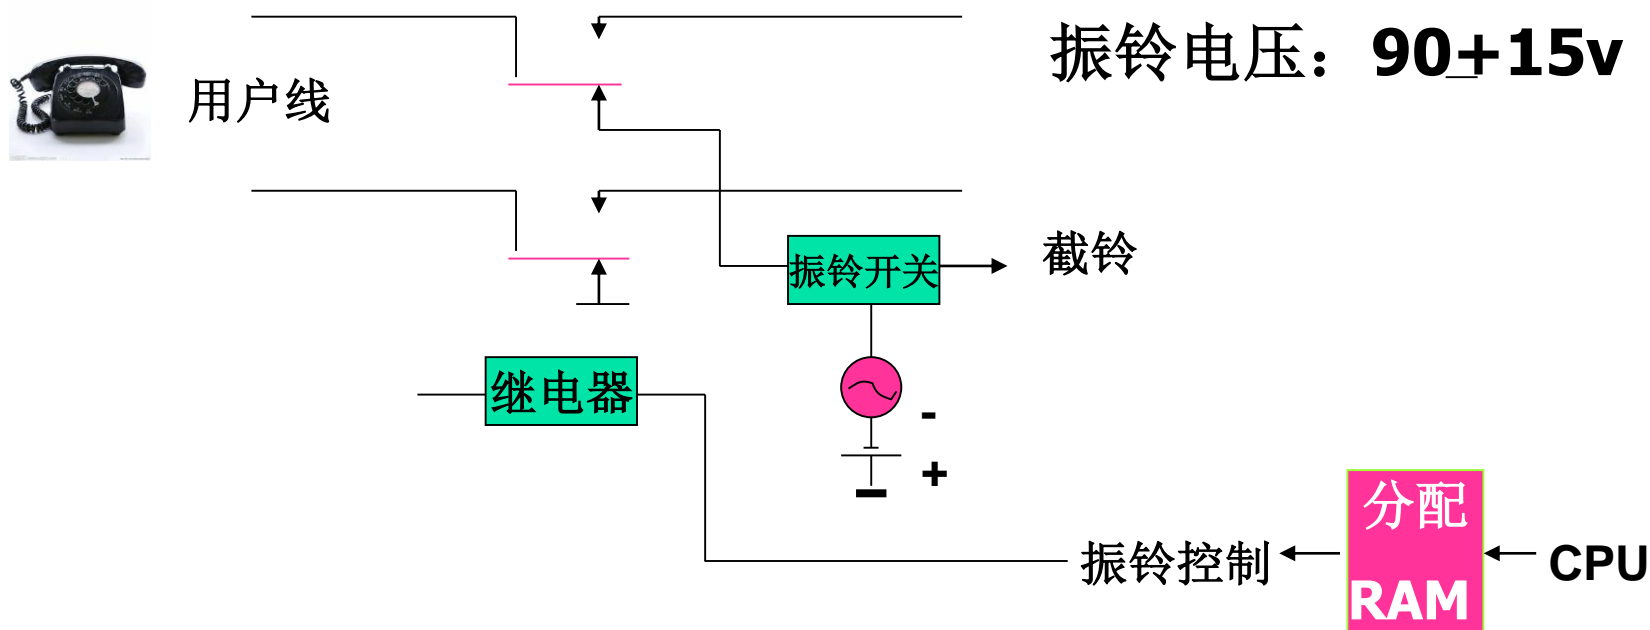 振铃电压：90±15v
用户线
截铃
振铃开关
继电器
-
+
分配
振铃控制
CPU
RAM